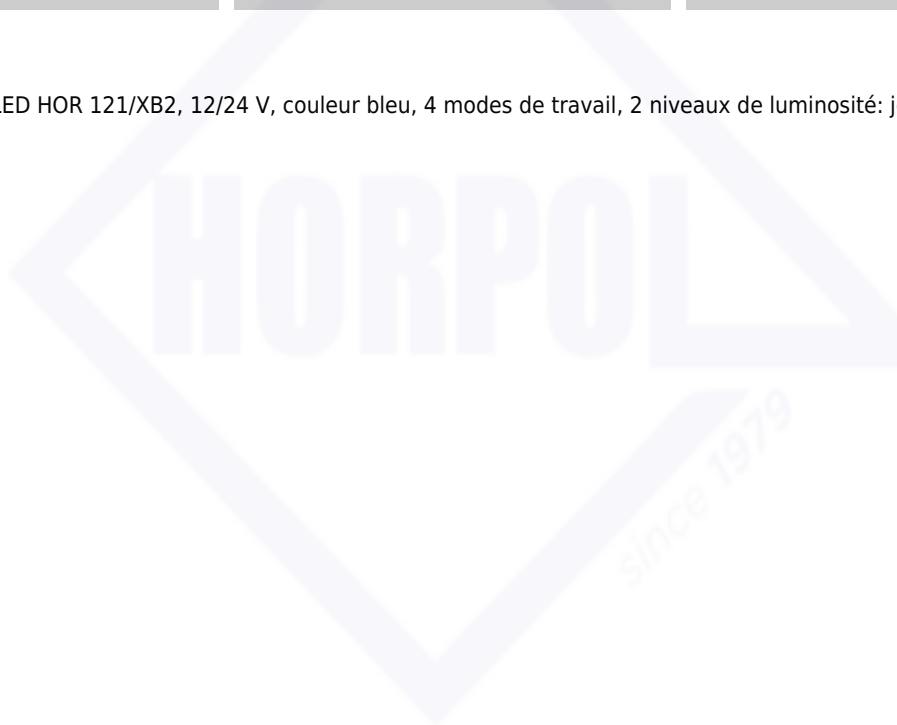 LED HOR 121/XB2, 12/24 V, couleur bleu, 4 modes de travail, 2 niveaux de luminosité:
HORPOL
since 1979